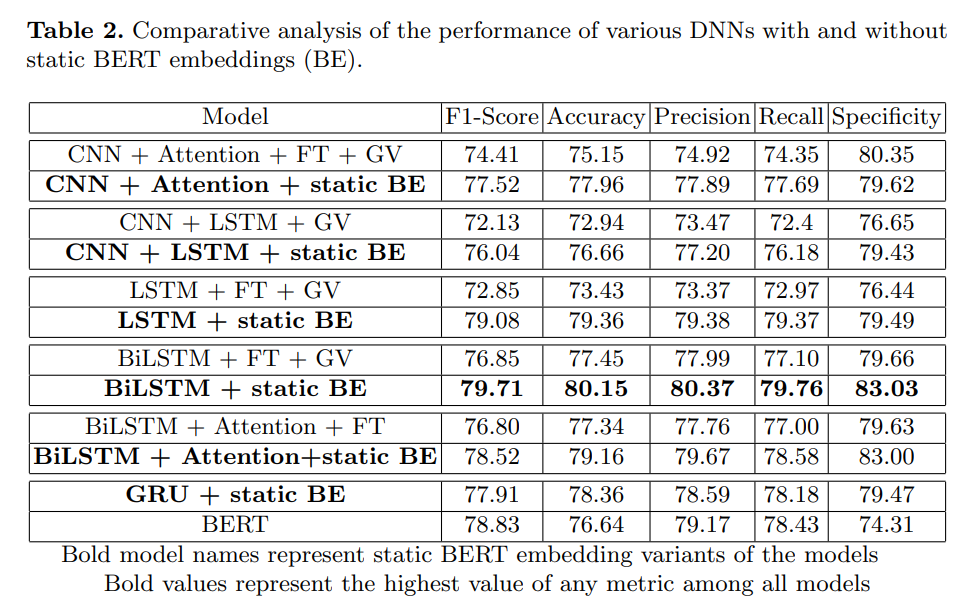 Table 2. Comparative analysis of the performance of various DNNs with and without
static BERT embeddings (BE).
Model F1-Score Accuracy Precision Recall Specificity
CNN + Attention + FT + GV 74.41 75.15 74.92 74.35 80.35
CNN + Attention + static BE 77.52 77.96 77.89 77.69 79.62
CNN + LSTM + GV 72.13 72.94 73.47 72.4 76.65
CNN + LSTM + static BE 76.04 76.66 77.20 76.18 79.43
LSTM + FT + GV 72.85 73.43 73.37 72.97 76.44
LSTM + static BE 79.08 79.36 79.38 79.37 79.49
BiLSTM + FT + GV 76.85 77.45 77.99 77.10 79.66
BiLSTM + static BE 79.71 80.15 80.37 79.76 83.03
BiLSTM + Attention + FT 76.80 77.34 77.76 77.00 79.63
BiLSTM + Attention+static BE 78.52 79.16 79.67 78.58 83.00
GRU + static BE 77.91 78.36 78.59 78.18 79.47
BERT 78.83 76.64 79.17 78.43 74.31
Bold model names represent static BERT embedding variants of the models
Bold values represent the highest value of any metric among all models